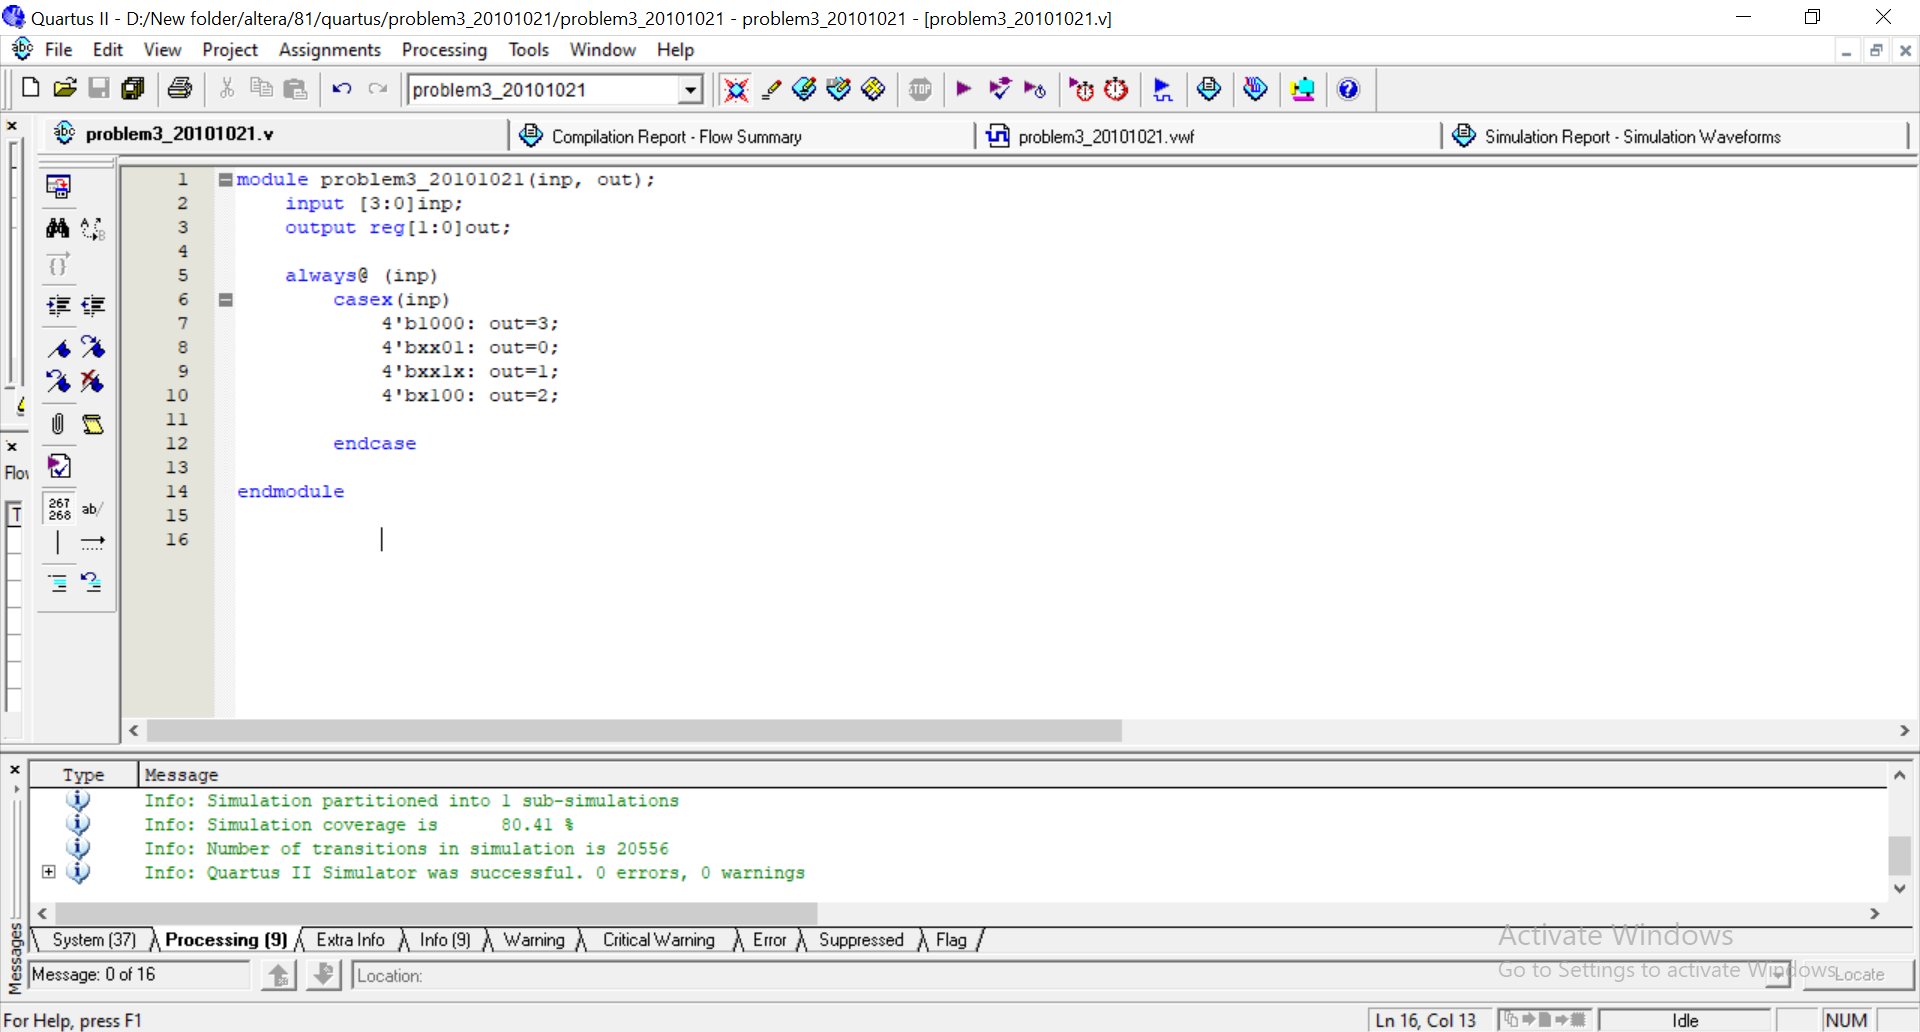 Quartus II - D:/New folder/altera/81/quartus/problem3_20101021/problem3_20101021 - problem3_20101021 - [problem3_20101021.v]
File Edit View Project Assignments Processing Tools Window Help
problem3_20101021
STOP
problem3_20101021.v Compilation Report - Flow Summary problem3_20101021.vwf Simulation Report - Simulation Waveforms
1 module problem3_20101021(inp, out);
2 input [3:0]inp;
3 output reg[1:0]out;
4
5 always@ (inp)
6 casex(inp)
7 4'b1000: out=3;
8 4'bxx01: out=0;
9 4'bxx1x: out=1;
10 4'bx100: out=2;
11
12 endcase
13
14 endmodule
15
16
Flow
T
267
268 ab/
Type Message
Info: Simulation partitioned into 1 sub-simulations
Info: Simulation coverage is 80.41 %
Info: Number of transitions in simulation is 20556
Info: Quartus II Simulator was successful. 0 errors, 0 warnings
System (37) Processing (9) Extra Info Info (9) Warning Critical Warning Error Suppressed Flag
Messages
Message: 0 of 16 Location: Locate
Activate Windows
Go to Settings to activate Windows.
For Help, press F1 Ln 16, Col 13 Idle NUM